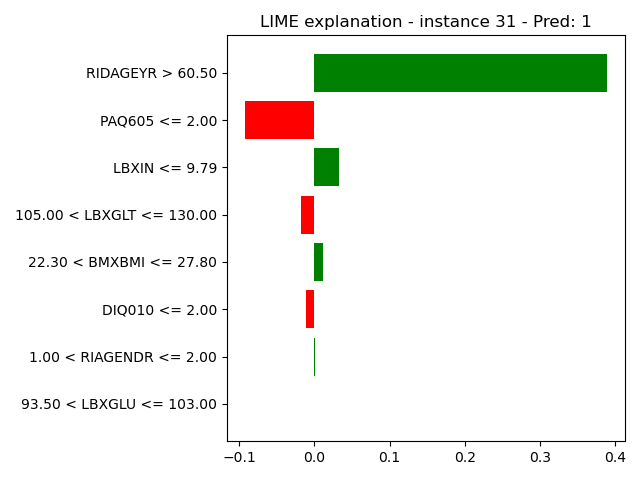 LIME explanation - instance 31 - Pred: 1
RIDAGEYR > 60.50
PAQ605 <= 2.00
LBXIN <= 9.79
105.00 < LBXGLT <= 130.00
22.30 < BMXBMI <= 27.80
DIQ010 <= 2.00
1.00 < RIAGENDR <= 2.00
93.50 < LBXGLU <= 103.00
−0.1 0.0 0.1 0.2 0.3 0.4